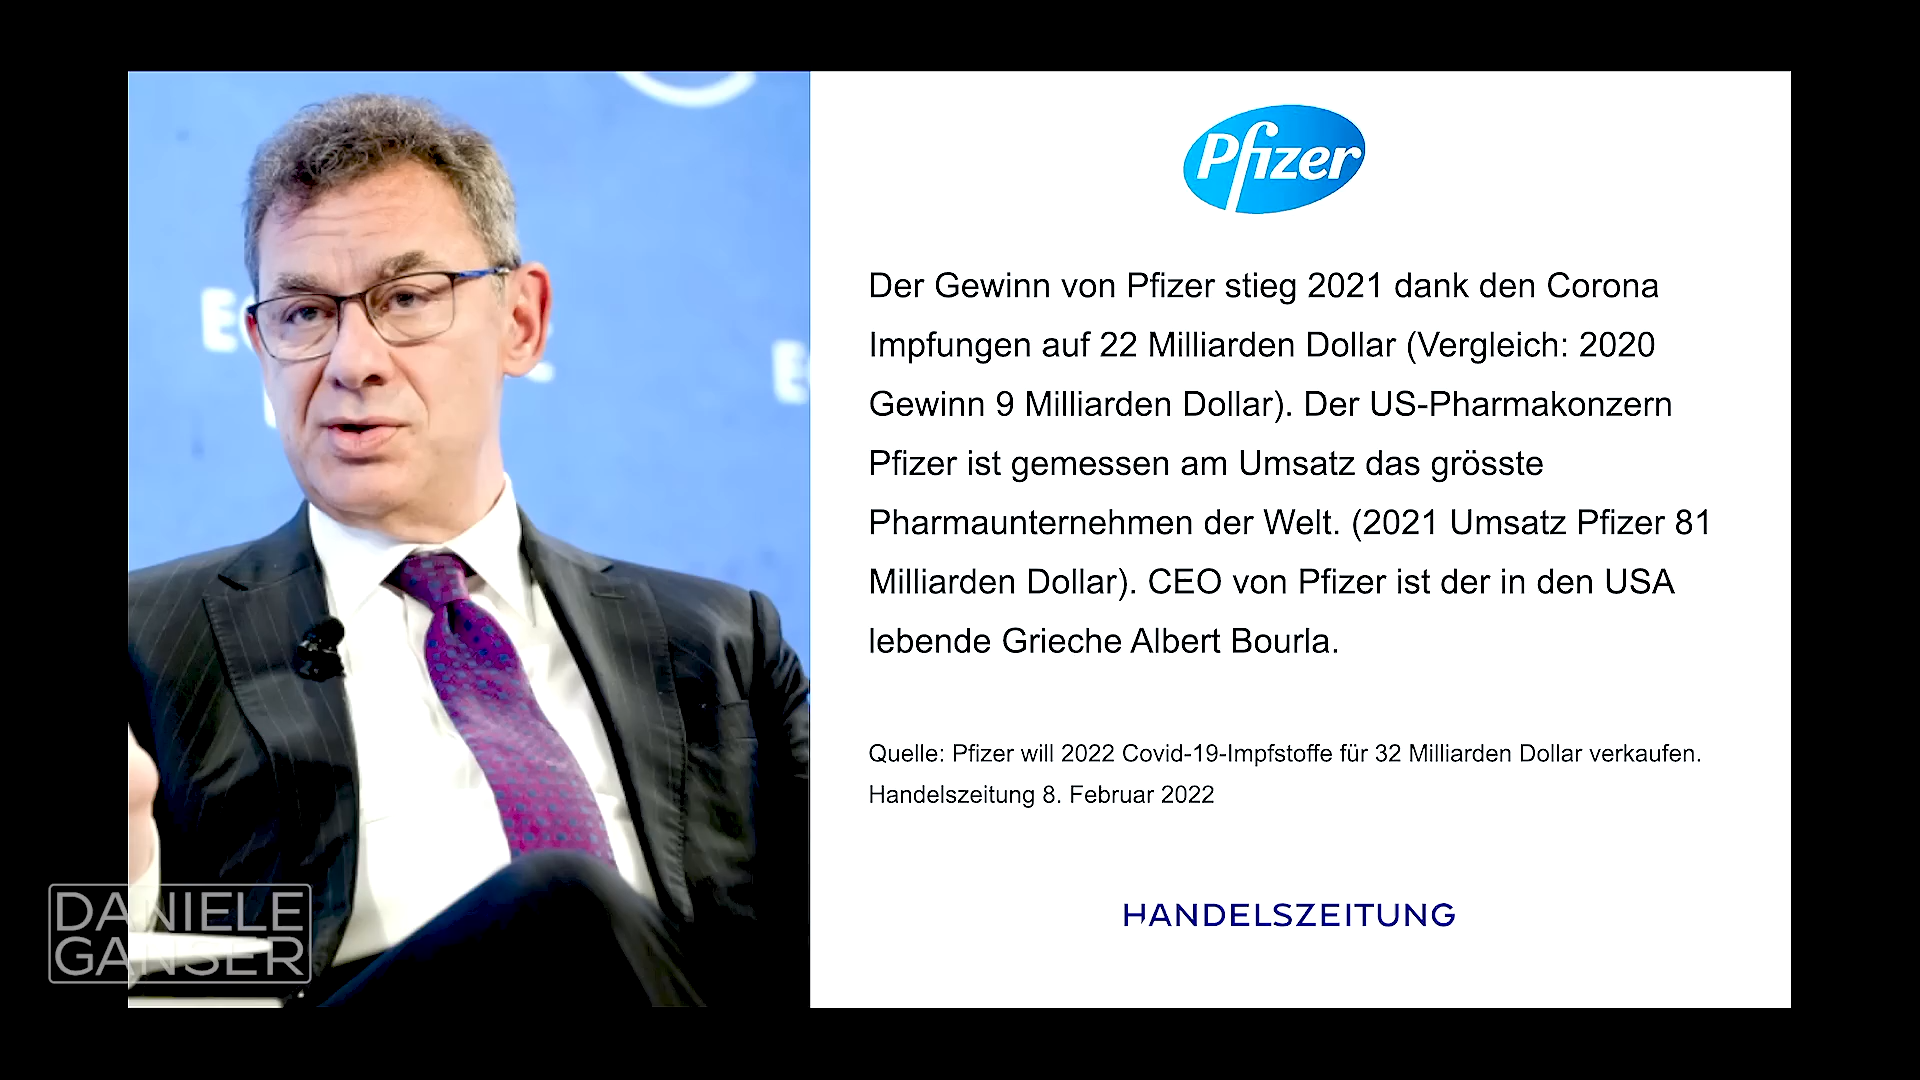 Pfizer
Der Gewinn von Pfizer stieg 2021 dank den Corona
Impfungen auf 22 Milliarden Dollar (Vergleich: 2020
Gewinn 9 Milliarden Dollar). Der US-Pharmakonzern
Pfizer ist gemessen am Umsatz das grösste
Pharmaunternehmen der Welt. (2021 Umsatz Pfizer 81
Milliarden Dollar). CEO von Pfizer ist der in den USA
lebende Grieche Albert Bourla.
Quelle: Pfizer will 2022 Covid-19-Impfstoffe für 32 Milliarden Dollar verkaufen.
Handelszeitung 8. Februar 2022
HANDELSZEITUNG
DANIELE
GANSER